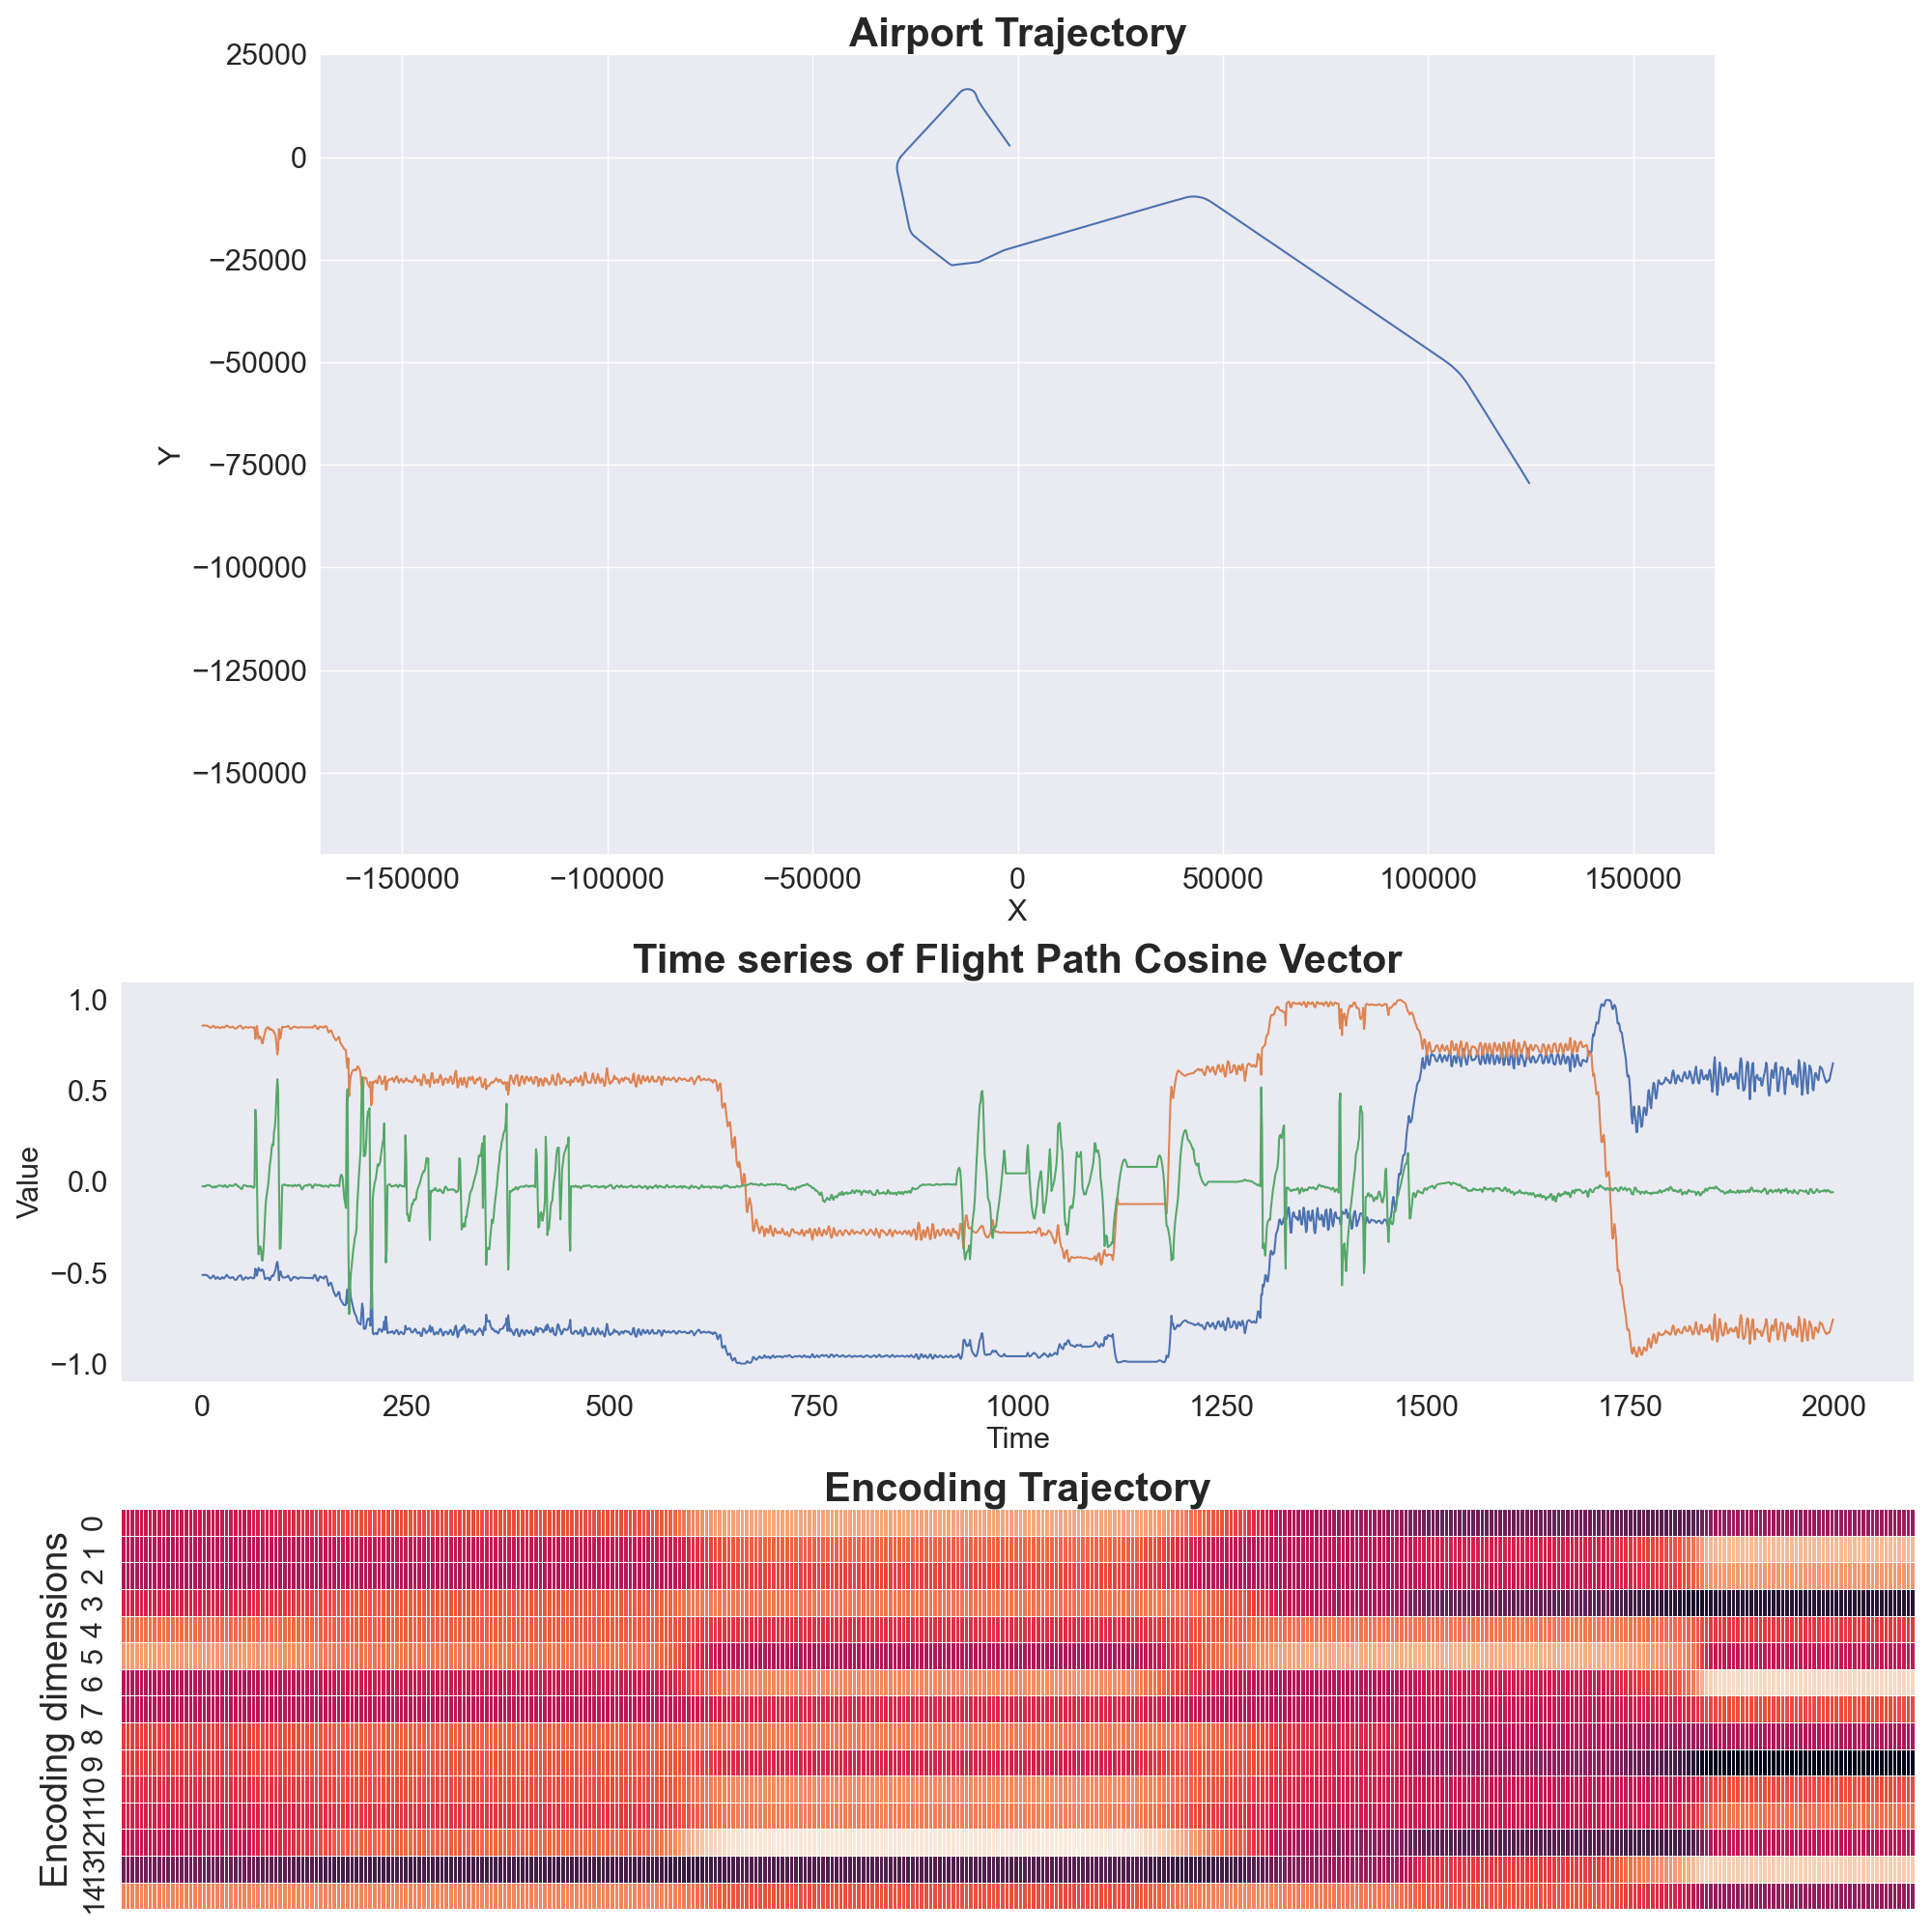 Airport Trajectory
25000
0
−25000
−50000
−75000
−100000
−125000
−150000
Y
−150000 −100000 −50000 0 50000 100000 150000
X
Time series of Flight Path Cosine Vector
1.0
0.5
0.0
−0.5
−1.0
Value
0 250 500 750 1000 1250 1500 1750 2000
Time
Encoding Trajectory
Encoding dimensions
0
1
2
3
4
5
6
7
8
9
10
11
12
13
14